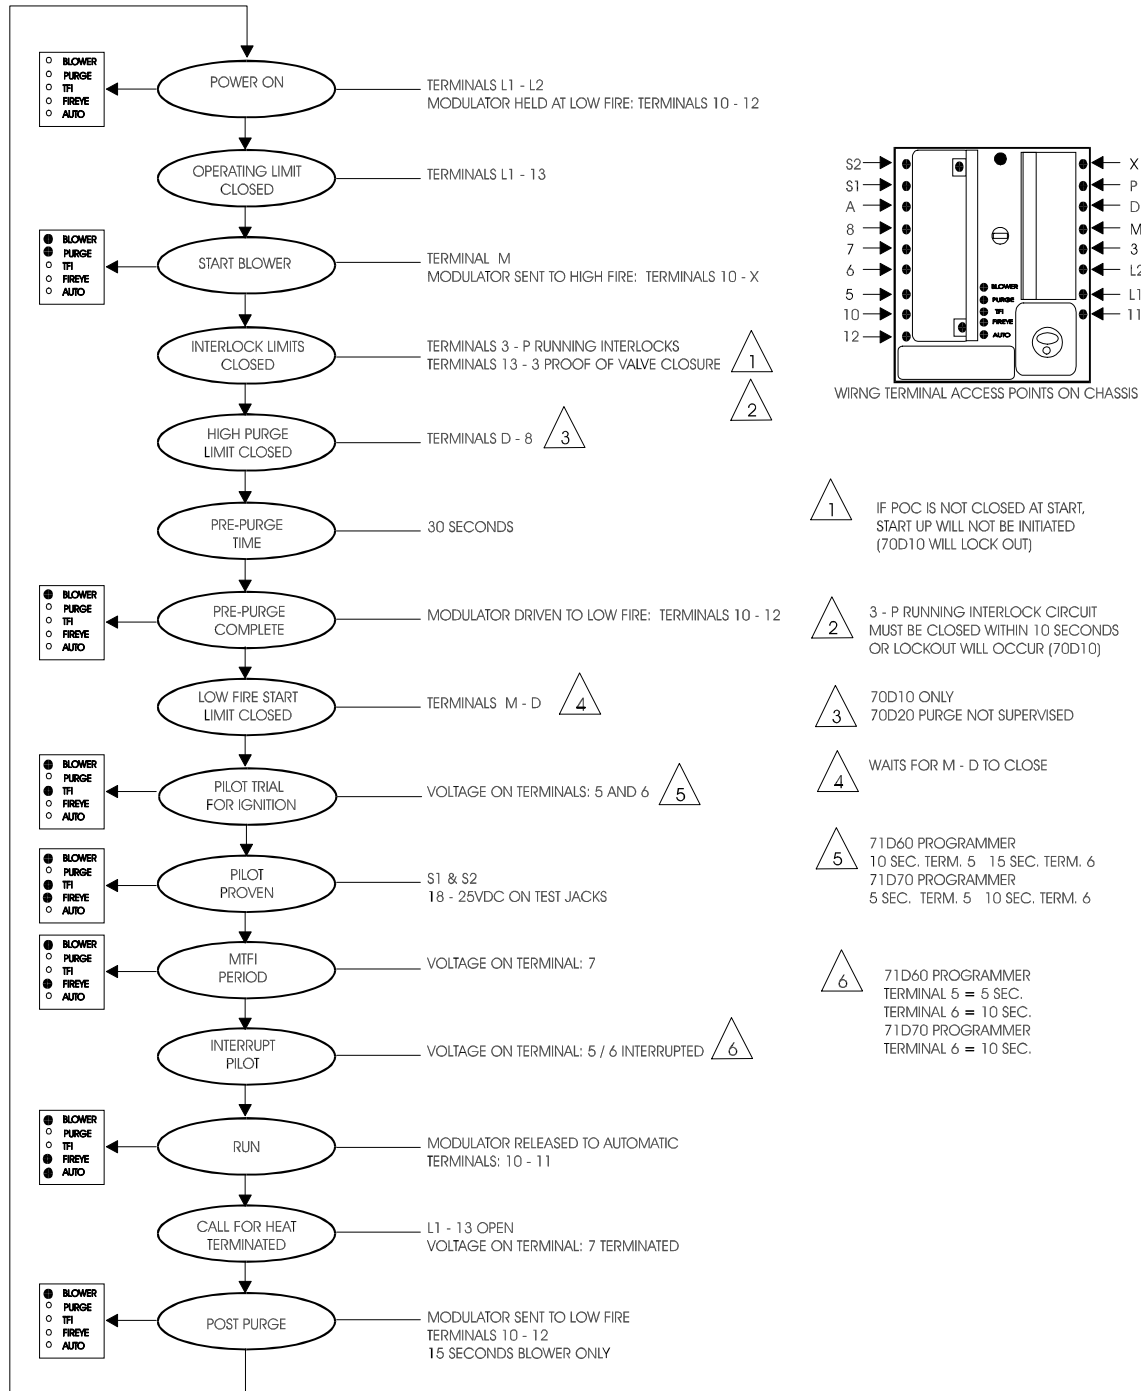 BLOWER
PURGE
TFI
FIREYE
AUTO
POWER ON
TERMINALS L1 - L2
MODULATOR HELD AT LOW FIRE: TERMINALS 10 - 12
OPERATING LIMIT
CLOSED
TERMINALS L1 - 13
BLOWER
PURGE
TFI
FIREYE
AUTO
START BLOWER
TERMINAL M
MODULATOR SENT TO HIGH FIRE: TERMINALS 10 - X
INTERLOCK LIMITS
CLOSED
TERMINALS 3 - P RUNNING INTERLOCKS
TERMINALS 13 - 3 PROOF OF VALVE CLOSURE
1
2
HIGH PURGE
LIMIT CLOSED
TERMINALS D - 8
3
PRE-PURGE
TIME
30 SECONDS
BLOWER
PURGE
TFI
FIREYE
AUTO
PRE-PURGE
COMPLETE
MODULATOR DRIVEN TO LOW FIRE: TERMINALS 10 - 12
LOW FIRE START
LIMIT CLOSED
TERMINALS M - D
4
BLOWER
PURGE
TFI
FIREYE
AUTO
PILOT TRIAL
FOR IGNITION
VOLTAGE ON TERMINALS: 5 AND 6
5
BLOWER
PURGE
TFI
FIREYE
AUTO
PILOT
PROVEN
S1 & S2
18 - 25VDC ON TEST JACKS
BLOWER
PURGE
TFI
FIREYE
AUTO
MTFI
PERIOD
VOLTAGE ON TERMINAL: 7
INTERRUPT
PILOT
VOLTAGE ON TERMINAL: 5 / 6 INTERRUPTED
6
BLOWER
PURGE
TFI
FIREYE
AUTO
RUN
MODULATOR RELEASED TO AUTOMATIC
TERMINALS: 10 - 11
CALL FOR HEAT
TERMINATED
L1 - 13 OPEN
VOLTAGE ON TERMINAL: 7 TERMINATED
BLOWER
PURGE
TFI
FIREYE
AUTO
POST PURGE
MODULATOR SENT TO LOW FIRE
TERMINALS 10 - 12
15 SECONDS BLOWER ONLY
S2
S1
A
8
7
6
5
10
12
BLOWER
PURGE
TFI
FIREYE
AUTO
X
P
D
M
3
L2
L1
11
WIRNG TERMINAL ACCESS POINTS ON CHASSIS
1
IF POC IS NOT CLOSED AT START,
START UP WILL NOT BE INITIATED
(70D10 WILL LOCK OUT)
2
3 - P RUNNING INTERLOCK CIRCUIT
MUST BE CLOSED WITHIN 10 SECONDS
OR LOCKOUT WILL OCCUR (70D10)
3
70D10 ONLY
70D20 PURGE NOT SUPERVISED
4
WAITS FOR M - D TO CLOSE
5
71D60 PROGRAMMER
10 SEC. TERM. 5 15 SEC. TERM. 6
71D70 PROGRAMMER
5 SEC. TERM. 5 10 SEC. TERM. 6
6
71D60 PROGRAMMER
TERMINAL 5 = 5 SEC.
TERMINAL 6 = 10 SEC.
71D70 PROGRAMMER
TERMINAL 6 = 10 SEC.